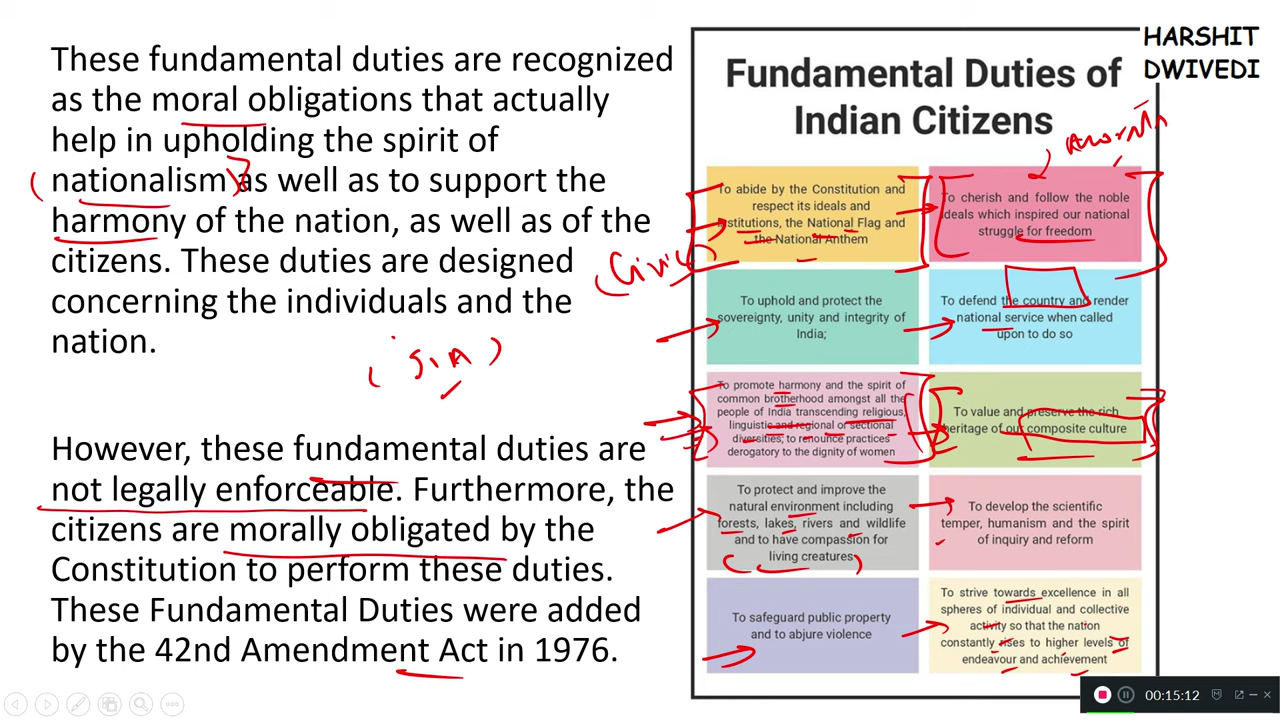 These fundamental duties are recognized
as the moral obligations that actually
help in upholding the spirit of
nationalism as well as to support the
harmony of the nation, as well as of the
citizens. These duties are designed
concerning the individuals and the
nation.
However, these fundamental duties are
not legally enforceable. Furthermore, the
citizens are morally obligated by the
Constitution to perform these duties.
These Fundamental Duties were added
by the 42nd Amendment Act in 1976.
HARSHIT
DWIVEDI
Fundamental Duties of
Indian Citizens
To abide by the Constitution and
respect its ideals and
institutions, the National Flag and
the National Anthem
To cherish and follow the noble
ideals which inspired our national
struggle for freedom
(Civic)
To uphold and protect the
sovereignty, unity and integrity of
India;
To defend the country and render
national service when called
upon to do so
To promote harmony and the spirit of
common brotherhood amongst all the
people of India transcending religious,
linguistic and regional or sectional
diversities; to renounce practices
derogatory to the dignity of women
To value and preserve the rich
heritage of our composite culture
To protect and improve the
natural environment including
forests, lakes, rivers and wildlife
and to have compassion for
living creatures
To develop the scientific
temper, humanism and the spirit
of inquiry and reform
To safeguard public property
and to abjure violence
To strive towards excellence in all
spheres of individual and collective
activity so that the nation
constantly rises to higher levels of
endeavour and achievement
00:15:12